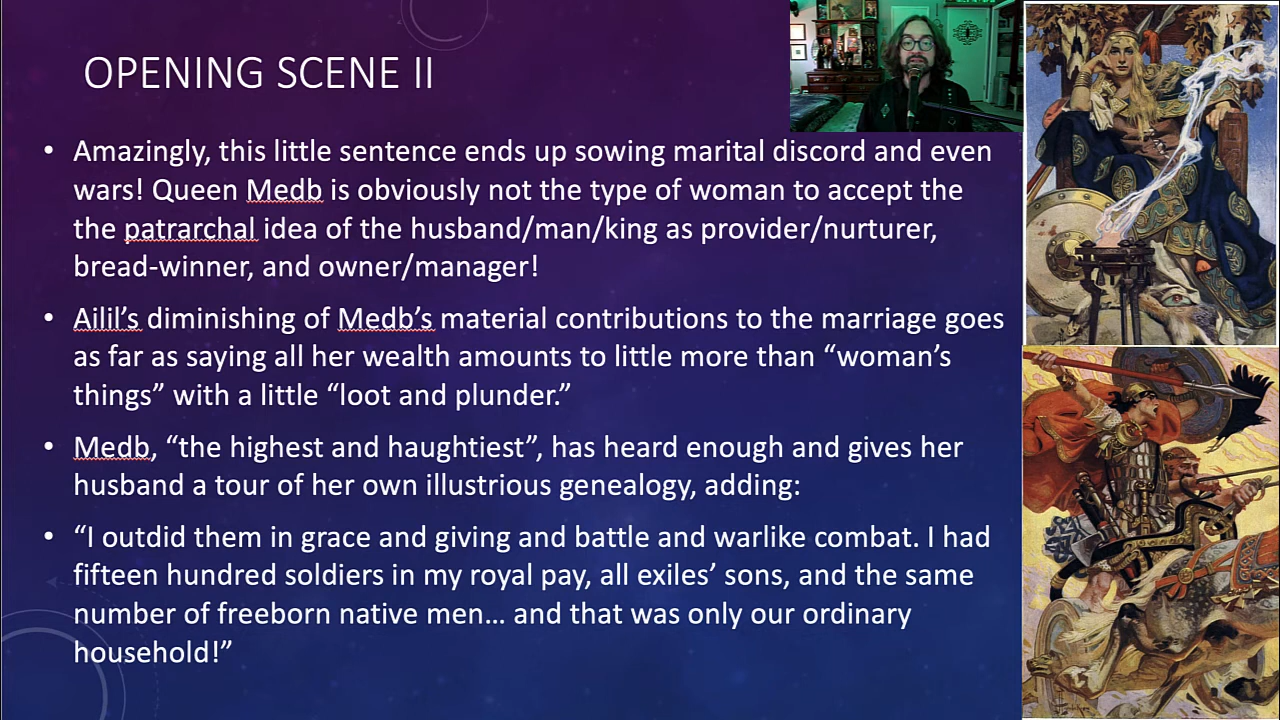 OPENING SCENE II
• Amazingly, this little sentence ends up sowing marital discord and even
wars! Queen Medb is obviously not the type of woman to accept the
the patrarchal idea of the husband/man/king as provider/nurturer,
bread-winner, and owner/manager!
• Ailil’s diminishing of Medb’s material contributions to the marriage goes
as far as saying all her wealth amounts to little more than “woman’s
things” with a little “loot and plunder.”
• Medb, “the highest and haughtiest”, has heard enough and gives her
husband a tour of her own illustrious genealogy, adding:
• “I outdid them in grace and giving and battle and warlike combat. I had
fifteen hundred soldiers in my royal pay, all exiles’ sons, and the same
number of freeborn native men… and that was only our ordinary
household!”